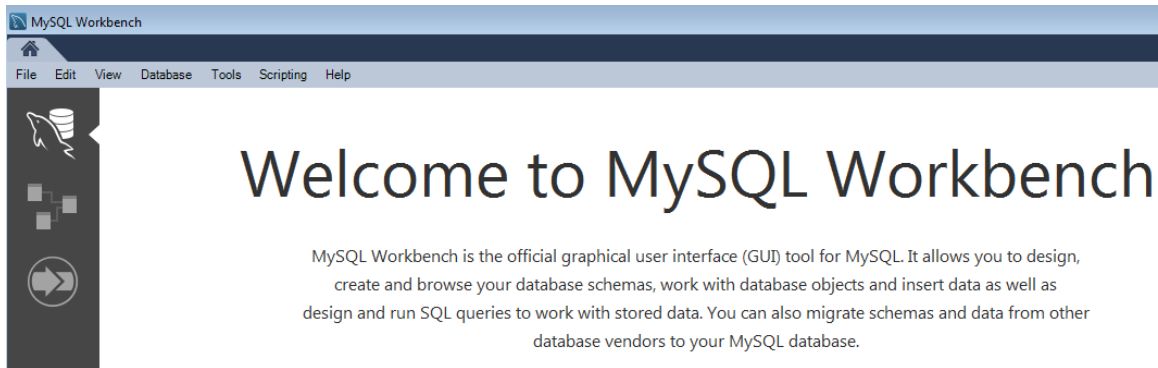 MySQL Workbench
File Edit View Database Tools Scripting Help
Welcome to MySQL Workbench
MySQL Workbench is the official graphical user interface (GUI) tool for MySQL. It allows you to design,
create and browse your database schemas, work with database objects and insert data as well as
design and run SQL queries to work with stored data. You can also migrate schemas and data from other
database vendors to your MySQL database.